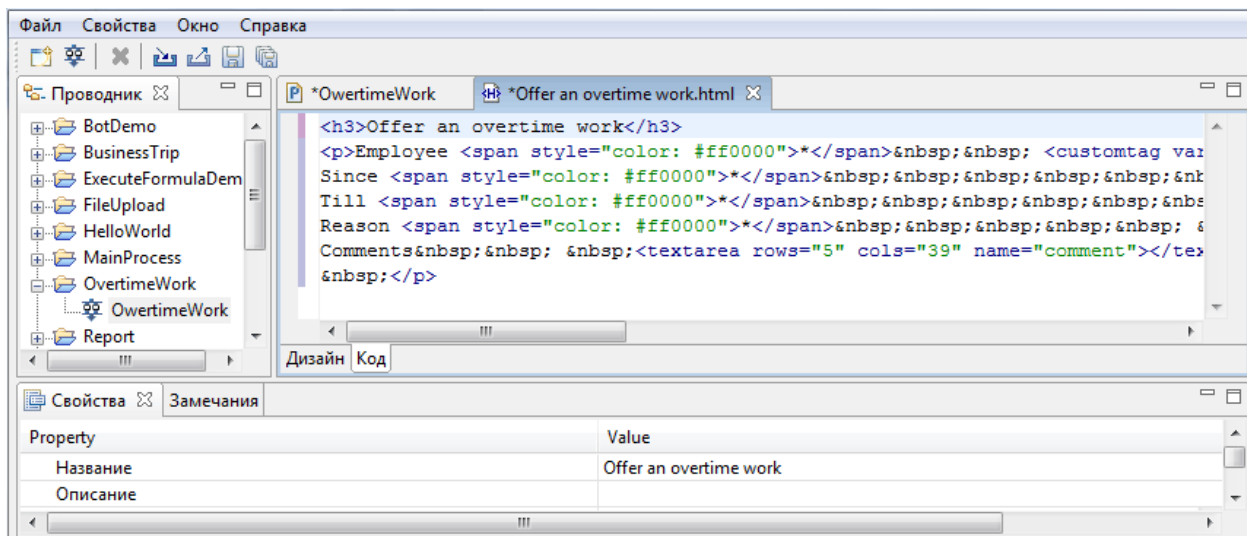 Файл Свойства Окно Справка
Проводник
BotDemo
BusinessTrip
ExecuteFormulaDem
FileUpload
HelloWorld
MainProcess
OvertimeWork
OwertimeWork
Report
*OwertimeWork *Offer an overtime work.html
<h3>Offer an overtime work</h3>
<p>Employee <span style="color: #ff0000">*</span>&nbsp;&nbsp; <customtag var
Since <span style="color: #ff0000">*</span>&nbsp;&nbsp;&nbsp;&nbsp;&nbsp;&nb
Till <span style="color: #ff0000">*</span>&nbsp;&nbsp;&nbsp;&nbsp;&nbsp;&nbs
Reason <span style="color: #ff0000">*</span>&nbsp;&nbsp;&nbsp;&nbsp;&nbsp; &
Comments&nbsp;&nbsp; &nbsp;<textarea rows="5" cols="39" name="comment"></tex
&nbsp;</p>
Дизайн Код
Свойства Замечания
Property Value
Название Offer an overtime work
Описание